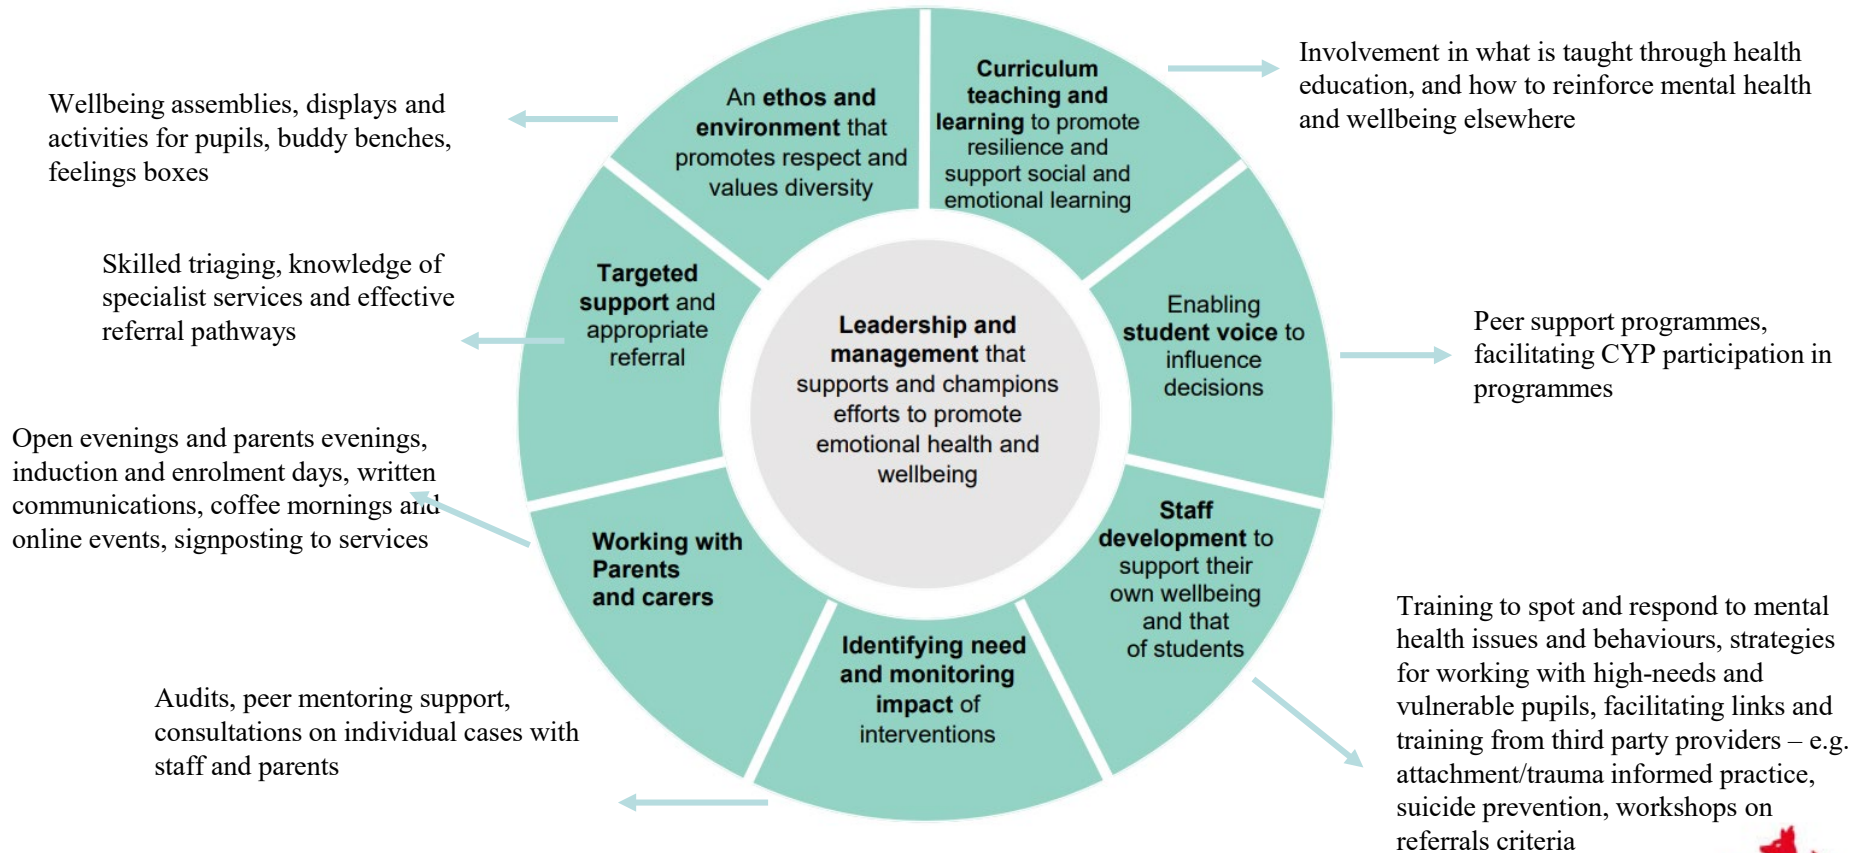 Wellbeing assemblies, displays and
activities for pupils, buddy benches,
feelings boxes
An ethos and
environment that
promotes respect and
values diversity
Curriculum
teaching and
learning to promote
resilience and
support social and
emotional learning
Involvement in what is taught through health
education, and how to reinforce mental health
and wellbeing elsewhere
Skilled triaging, knowledge of
specialist services and effective
referral pathways
Targeted
support and
appropriate
referral
Leadership and
management that
supports and champions
efforts to promote
emotional health and
wellbeing
Enabling
student voice to
influence
decisions
Peer support programmes,
facilitating CYP participation in
programmes
Open evenings and parents evenings,
induction and enrolment days, written
communications, coffee mornings and
online events, signposting to services
Working with
Parents
and carers
Staff
development to
support their
own wellbeing
and that
of students
Identifying need
and monitoring
impact of
interventions
Audits, peer mentoring support,
consultations on individual cases with
staff and parents
Training to spot and respond to mental
health issues and behaviours, strategies
for working with high-needs and
vulnerable pupils, facilitating links and
training from third party providers – e.g.
attachment/trauma informed practice,
suicide prevention, workshops on
referrals criteria